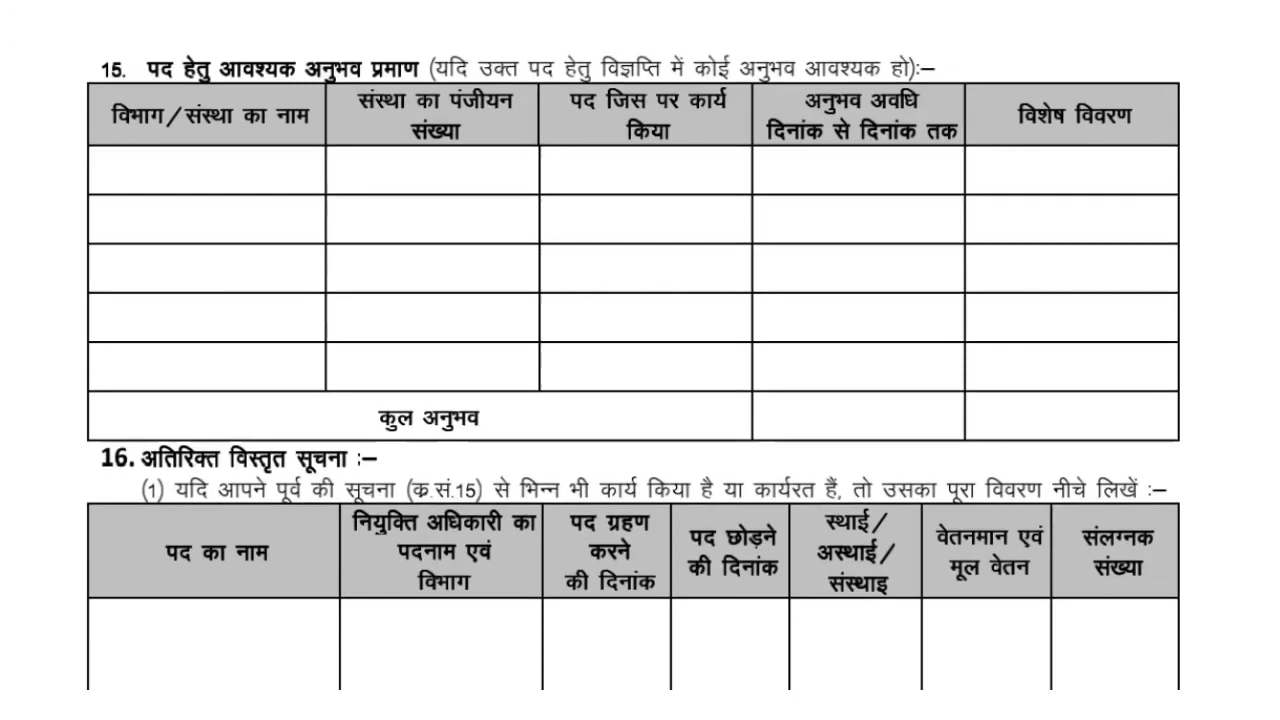 15. पद हेतु आवश्यक अनुभव प्रमाण (यदि उक्त पद हेतु विज्ञप्ति में कोई अनुभव आवश्यक हो):–
विभाग/संस्था का नाम
संस्था का पंजीयन
संख्या
पद जिस पर कार्य
किया
अनुभव अवधि
दिनांक से दिनांक तक
विशेष विवरण
कुल अनुभव
16. अतिरिक्त विस्तृत सूचना :–
(1) यदि आपने पूर्व की सूचना (क्र.सं.15) से भिन्न भी कार्य किया है या कार्यरत हैं, तो उसका पूरा विवरण नीचे लिखें :–
पद का नाम
नियुक्ति अधिकारी का
पदनाम एवं
विभाग
पद ग्रहण
करने
की दिनांक
पद छोड़ने
की दिनांक
स्थाई/
अस्थाई/
संस्थाइ
वेतनमान एवं
मूल वेतन
संलग्नक
संख्या